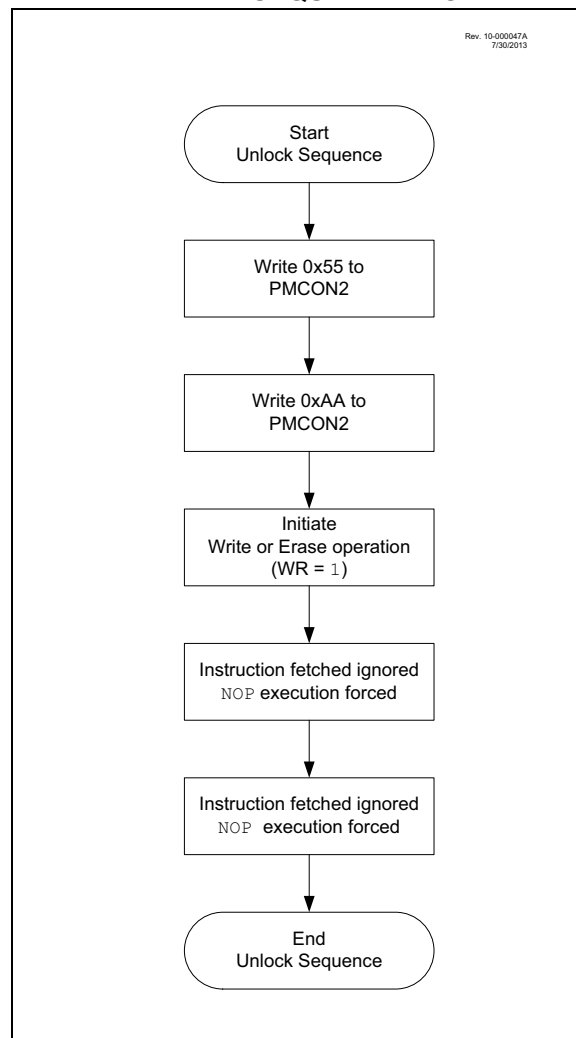 Rev. 10-000047A
7/30/2013
Start
Unlock Sequence
Write 0x55 to
PMCON2
Write 0xAA to
PMCON2
Initiate
Write or Erase operation
(WR = 1)
Instruction fetched ignored
NOP execution forced
Instruction fetched ignored
NOP execution forced
End
Unlock Sequence